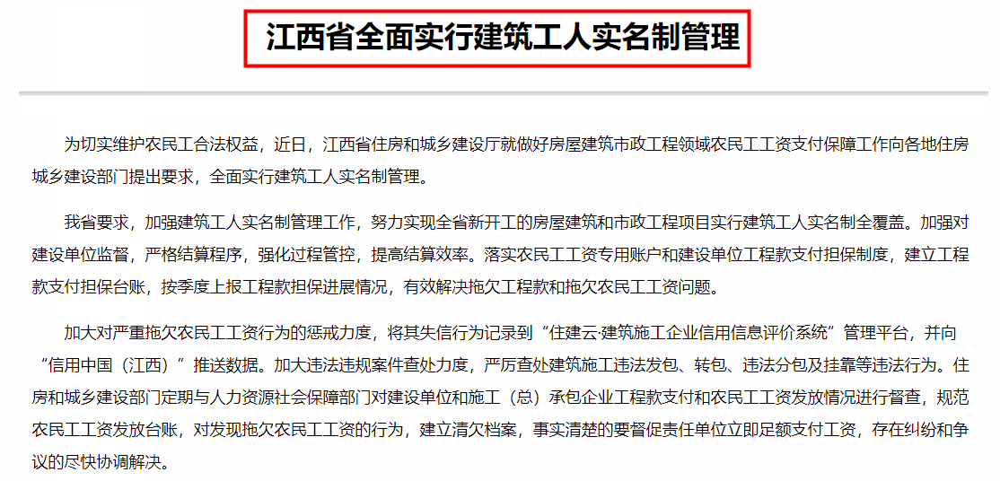 江西省全面实行建筑工人实名制管理
为切实维护农民工合法权益，近日，江西省住房和城乡建设厅就做好房屋建筑市政工程领域农民工工资支付保障工作向各地住房
城乡建设部门提出要求，全面实行建筑工人实名制管理。
我省要求，加强建筑工人实名制管理工作，努力实现全省新开工的房屋建筑和市政工程项目实行建筑工人实名制全覆盖。加强对
建设单位监督，严格结算程序，强化过程管控，提高结算效率。落实农民工工资专用账户和建设单位工程款支付担保制度，建立工程
款支付担保台账，按季度上报工程款担保进展情况，有效解决拖欠工程款和拖欠农民工工资问题。
加大对严重拖欠农民工工资行为的惩戒力度，将其失信行为记录到“住建云·建筑施工企业信用信息评价系统”管理平台，并向
“信用中国（江西）”推送数据。加大违法违规案件查处力度，严厉查处建筑施工违法发包、转包、违法分包及挂靠等违法行为。住
房和城乡建设部门定期与人力资源社会保障部门对建设单位和施工（总）承包企业工程款支付和农民工工资发放情况进行督查，规范
农民工工资发放台账，对发现拖欠农民工工资的行为，建立清欠档案，事实清楚的要督促责任单位立即足额支付工资，存在纠纷和争
议的尽快协调解决。